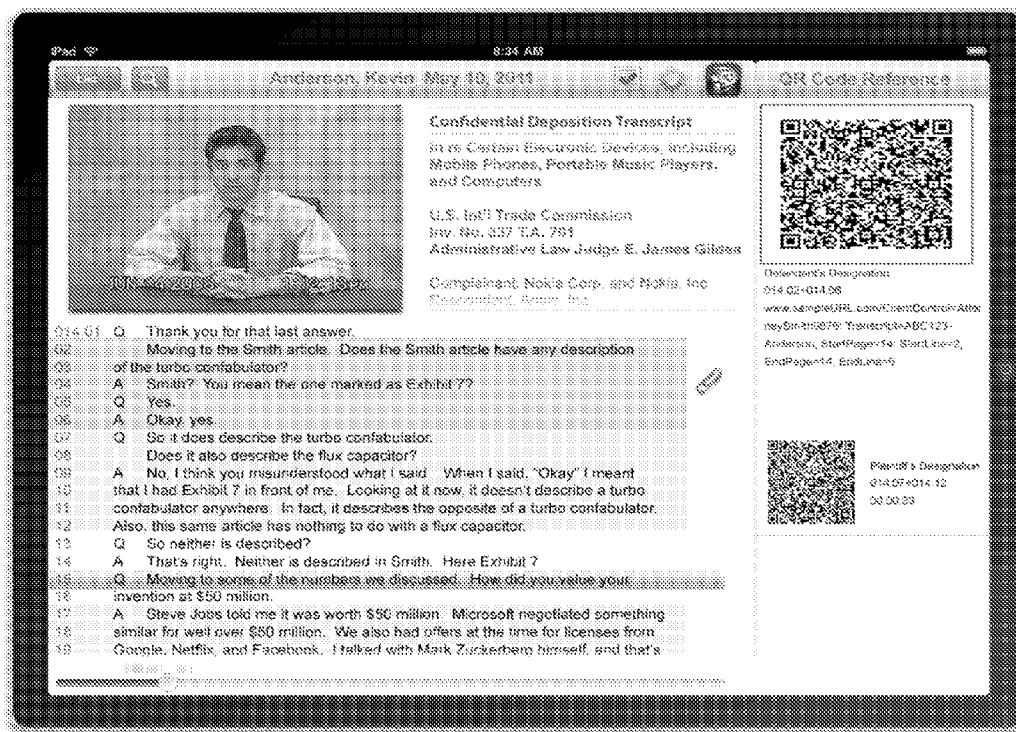 iPad
8:34 AM
Anderson, Kevin May 10, 2011
QR Code Reference
Confidential Deposition Transcript
In re Certain Electronic Devices, Including
Mobile Phones, Portable Music Players,
and Computers
U.S. Int'l Trade Commission
Inv. No. 337 T.A. 701
Administrative Law Judge E. James Gildea
Complainant: Nokia Corp. and Nokia, Inc
Defendant's Designation
014:02-014:06
Anderson, StartPage=14, StartLine=2,
EndPage=14, EndLine=6
Plaintiff's Designation
014:07-014:12
00:00:33
014:01 Q Thank you for that last answer.
02 Moving to the Smith article. Does the Smith article have any description
03 of the turbo confabulator?
04 A Smith? You mean the one marked as Exhibit 7?
05 Q Yes.
06 A Okay, yes.
07 Q So it does describe the turbo confabulator.
08 Does it also describe the flux capacitor?
09 A No, I think you misunderstood what I said. When I said, "Okay" I meant
10 that I had Exhibit 7 in front of me. Looking at it now, it doesn't describe a turbo
11 confabulator anywhere. In fact, it describes the opposite of a turbo confabulator.
12 Also, this same article has nothing to do with a flux capacitor.
13 Q So neither is described?
14 A That's right. Neither is described in Smith. Here Exhibit 7
15 Q Moving to some of the numbers we discussed. How did you value your
16 invention at $50 million.
17 A Steve Jobs told me it was worth $50 million. Microsoft negotiated something
18 similar for well over $50 million. We also had offers at the time for licenses from
19 Google, Netflix, and Facebook. I talked with Mark Zuckerberg himself, and that's